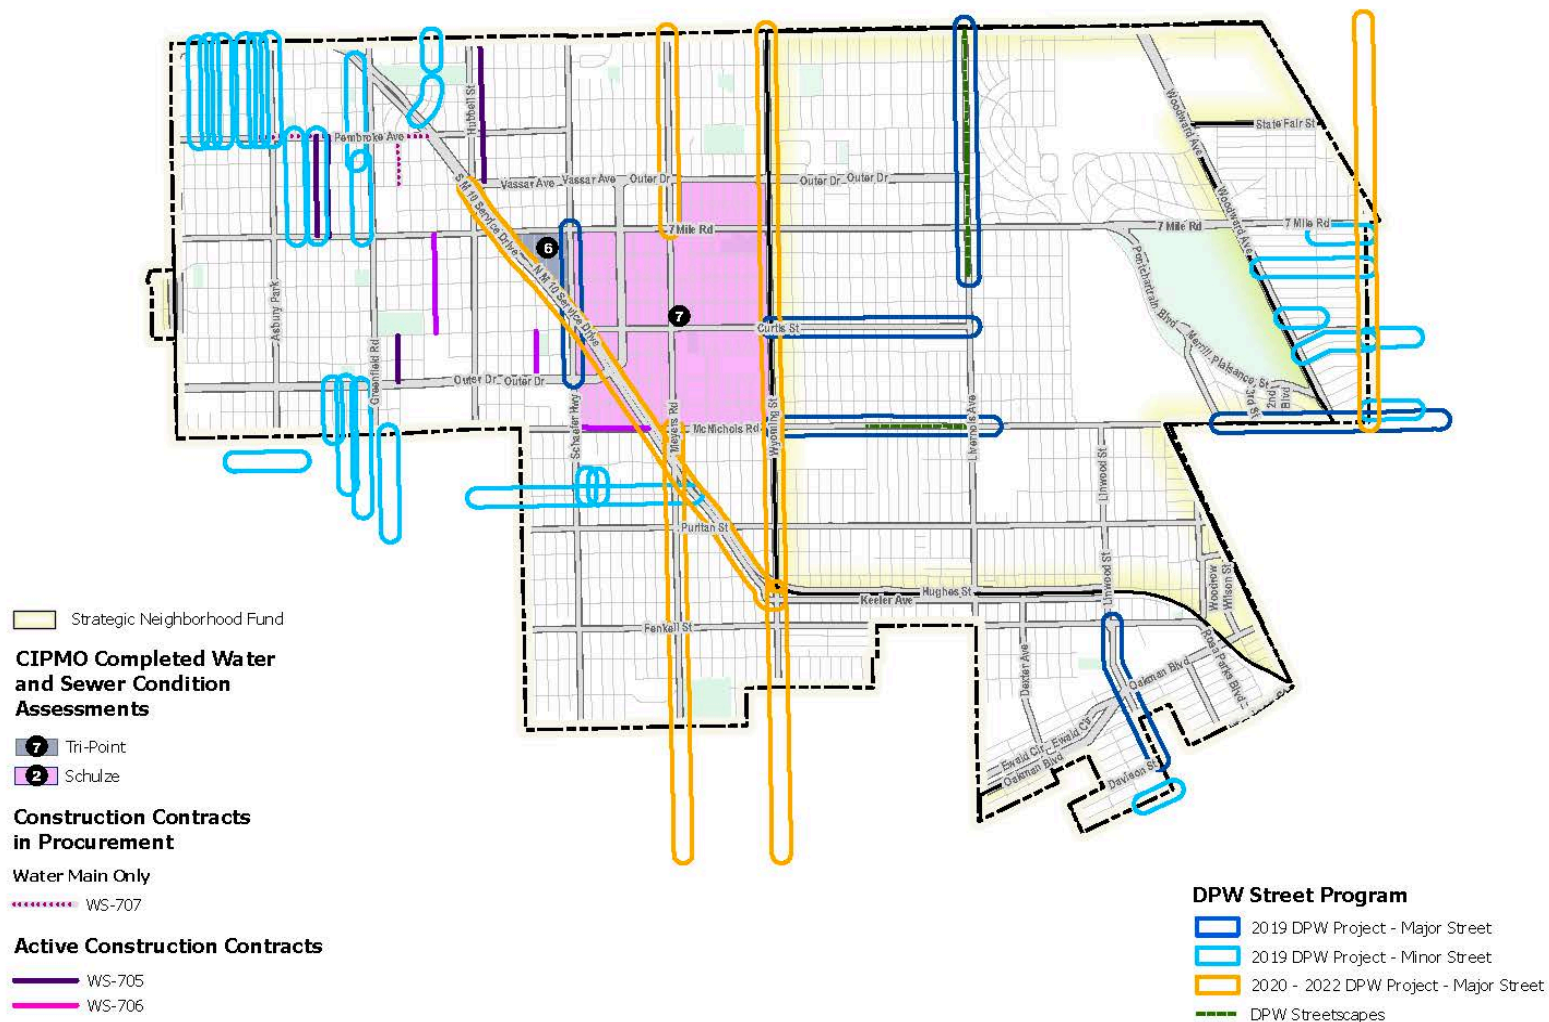 Hubbell St
Pembroke Ave
Woodward Ave
State Fair St
S M 10 Service Drive
Vassar Ave
Vassar Ave
Outer Dr
Outer Dr
Outer Dr
7 Mile Rd
7 Mile Rd
7 Mile Rd
Woodward Ave
6
N M 10 Service Drive
Pontchartrain Blvd
Asbury Park
7
Curtis St
Merrill Plaisance St
Greenfield Rd
Outer Dr
Outer Dr
3rd St
2nd Blvd
Schaefer Hwy
Meyers Rd
McNichols Rd
Wyoming St
Livernois Ave
Linwood St
Puritan St
Linwood St
Woodrow
Wilson St
Hughes St
Keeler Ave
Fenkell St
Dexter Ave
Rosa Parks Blvd
Oakman Blvd
Ewald Cir
Ewald Cir
Oakman Blvd
Davison St
Strategic Neighborhood Fund
CIPMO Completed Water
and Sewer Condition
Assessments
7 Tri-Point
2 Schulze
Construction Contracts
in Procurement
Water Main Only
WS-707
Active Construction Contracts
WS-705
WS-706
DPW Street Program
2019 DPW Project - Major Street
2019 DPW Project - Minor Street
2020 - 2022 DPW Project - Major Street
DPW Streetscapes